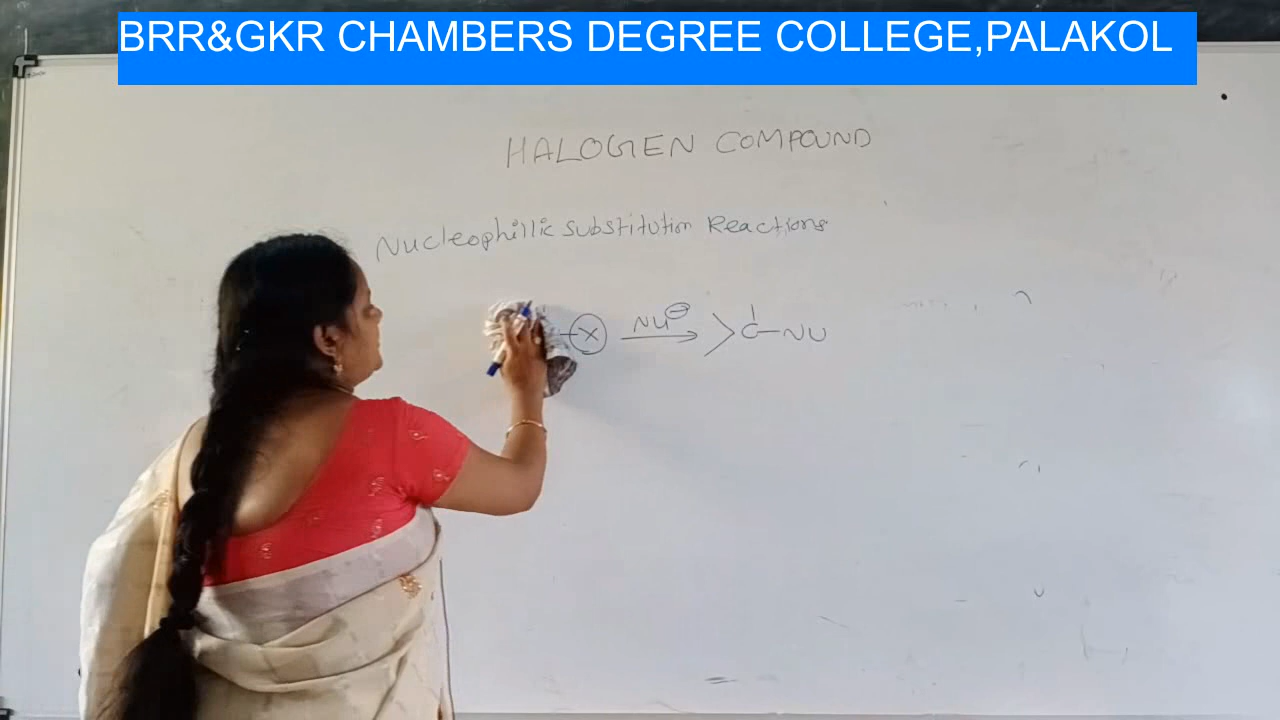 BRR&GKR CHAMBERS DEGREE COLLEGE,PALAKOL
HALOGEN COMPOUND
Nucleophillic substitution Reactions
–X Nu⊖ → >C–NU